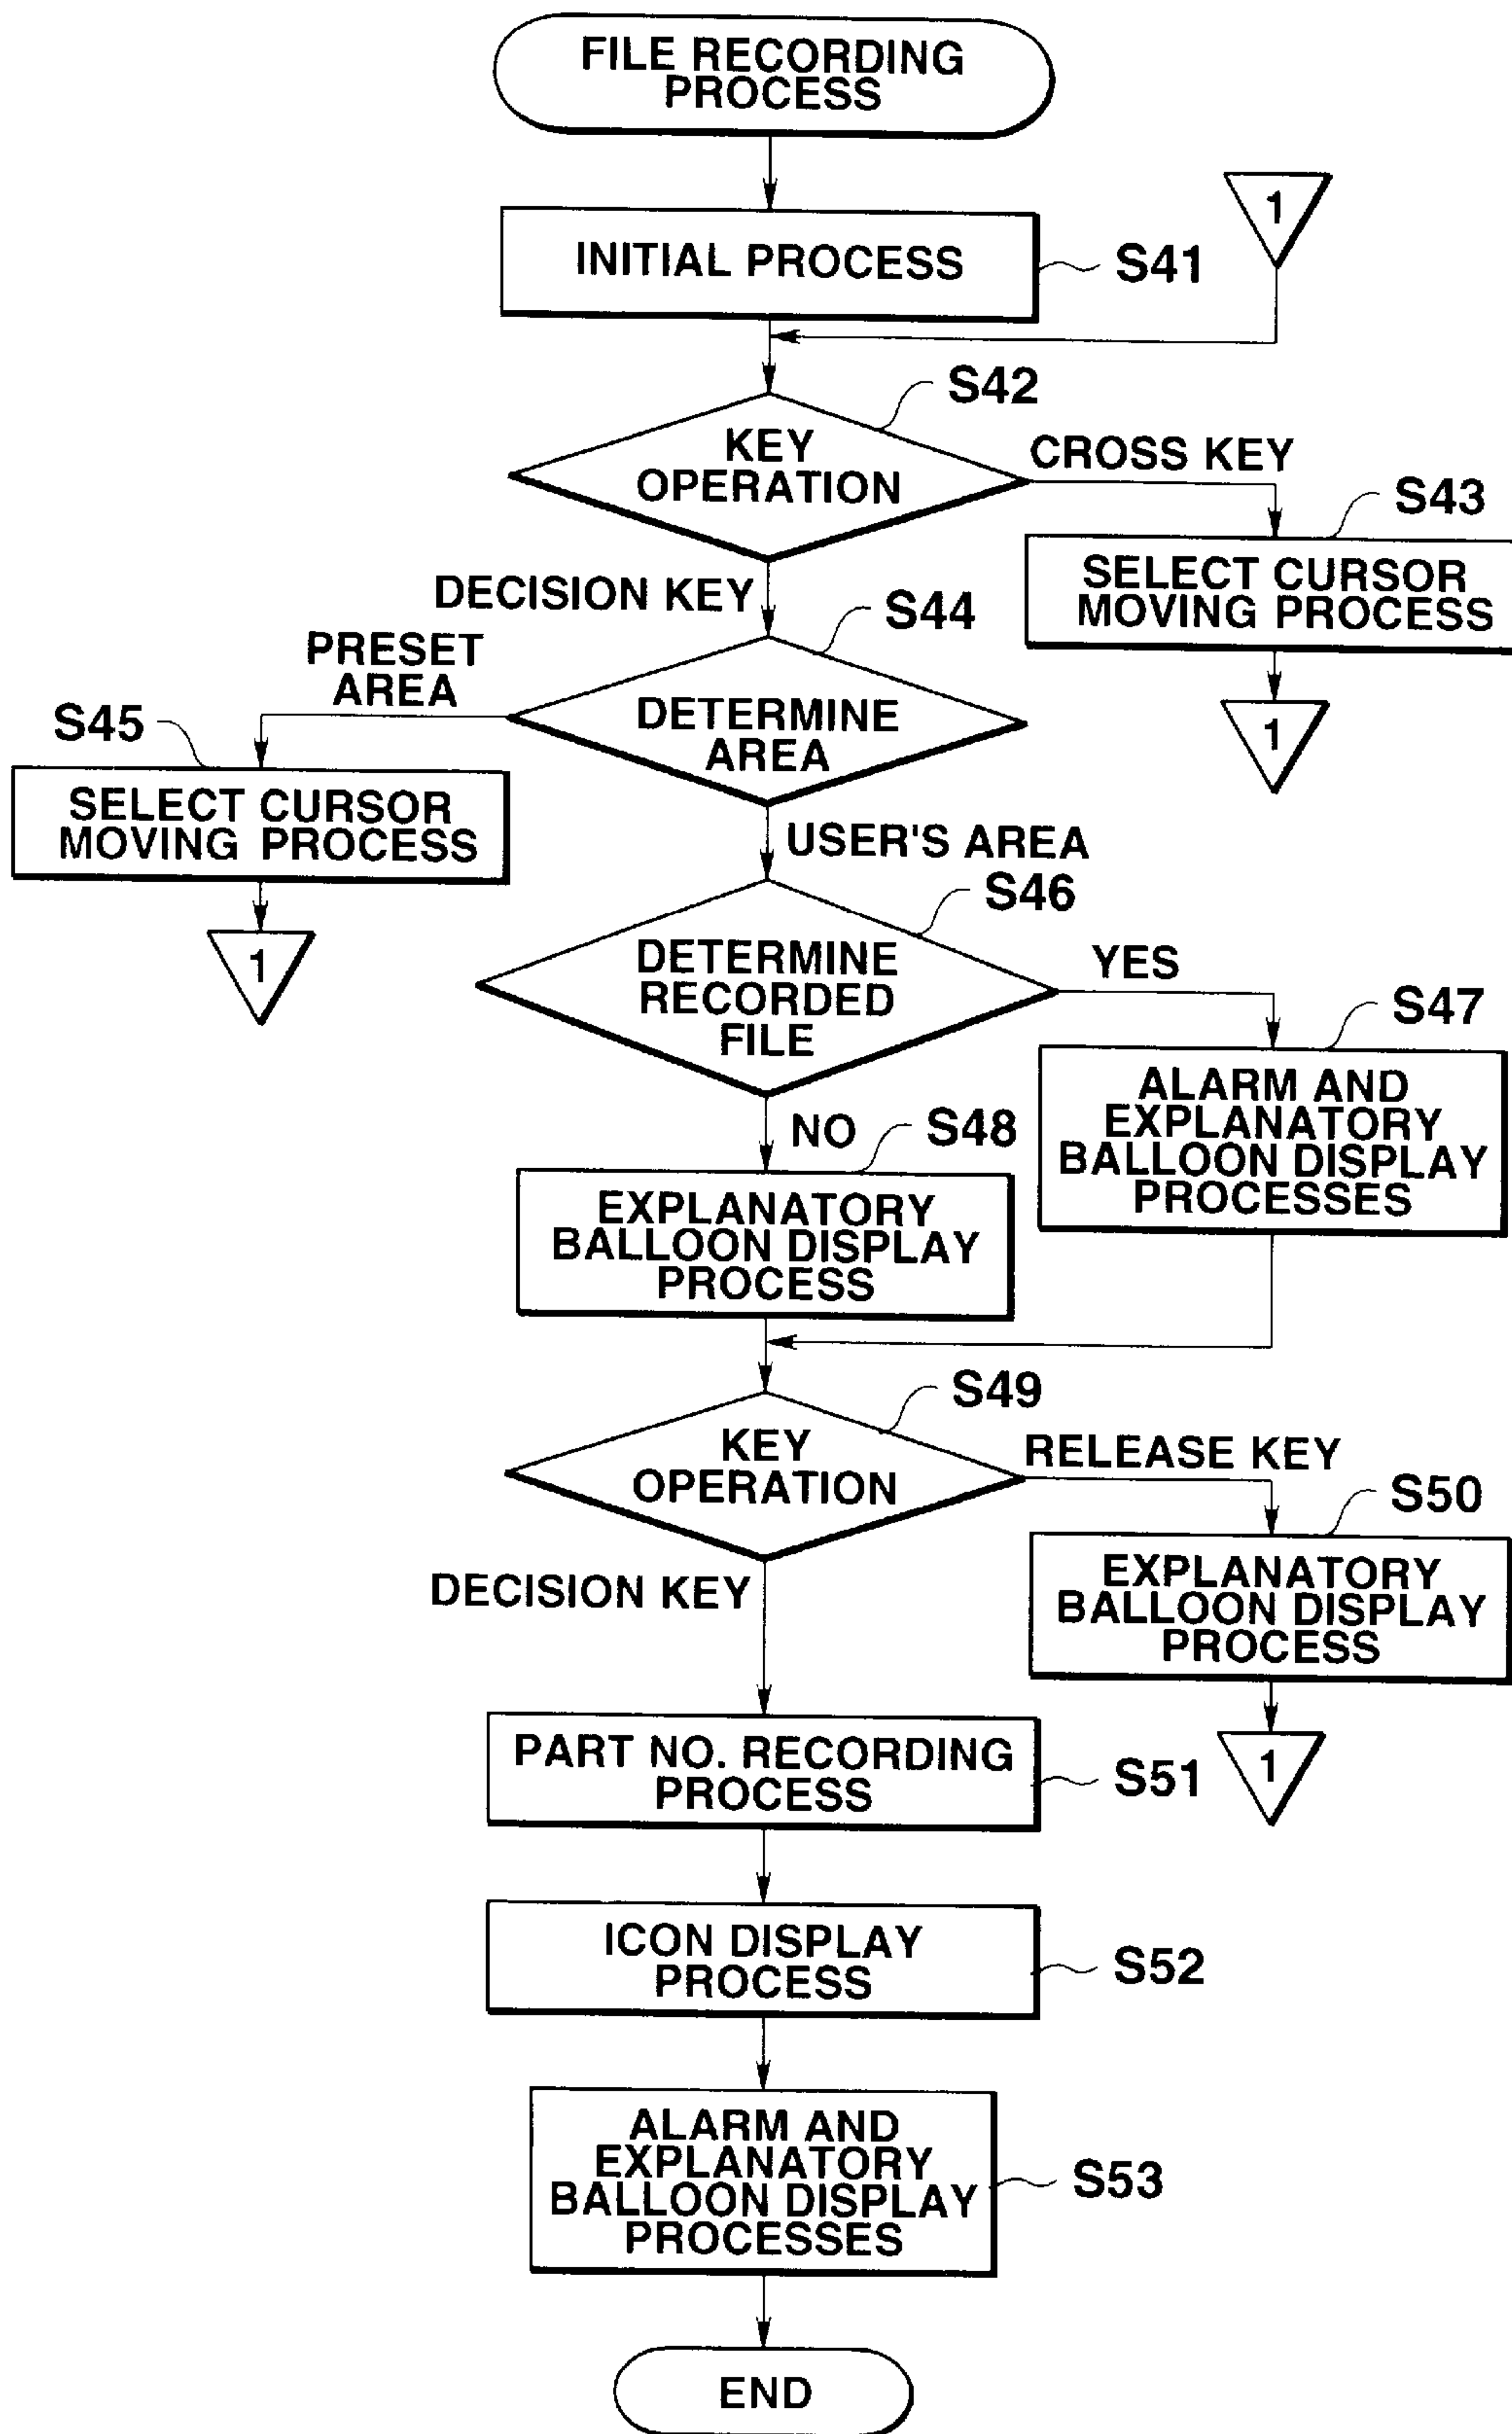 FILE RECORDING
PROCESS
1
INITIAL PROCESS
S41
S42
KEY
OPERATION
CROSS KEY
S43
SELECT CURSOR
MOVING PROCESS
1
DECISION KEY
S44
PRESET
AREA
DETERMINE
AREA
S45
SELECT CURSOR
MOVING PROCESS
1
USER'S AREA
S46
DETERMINE
RECORDED
FILE
YES
S47
ALARM AND
EXPLANATORY
BALLOON DISPLAY
PROCESSES
NO
S48
EXPLANATORY
BALLOON DISPLAY
PROCESS
S49
KEY
OPERATION
RELEASE KEY
S50
EXPLANATORY
BALLOON DISPLAY
PROCESS
1
DECISION KEY
PART NO. RECORDING
PROCESS
S51
ICON DISPLAY
PROCESS
S52
ALARM AND
EXPLANATORY
BALLOON DISPLAY
PROCESSES
S53
END